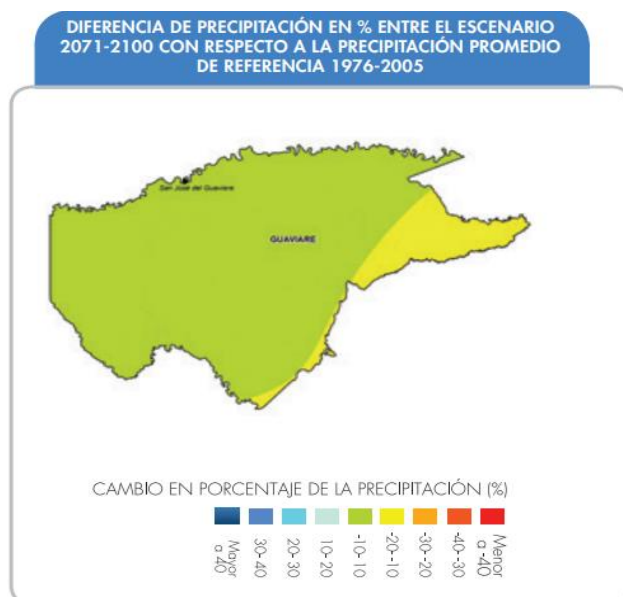 DIFERENCIA DE PRECIPITACIÓN EN % ENTRE EL ESCENARIO
2071-2100 CON RESPECTO A LA PRECIPITACIÓN PROMEDIO
DE REFERENCIA 1976-2005
San José del Guaviare
GUAVIARE
CAMBIO EN PORCENTAJE DE LA PRECIPITACIÓN (%)
Mayor a 40
30-40
20-30
10-20
-10-10
-20--10
-30--20
-40--30
Menor a -40